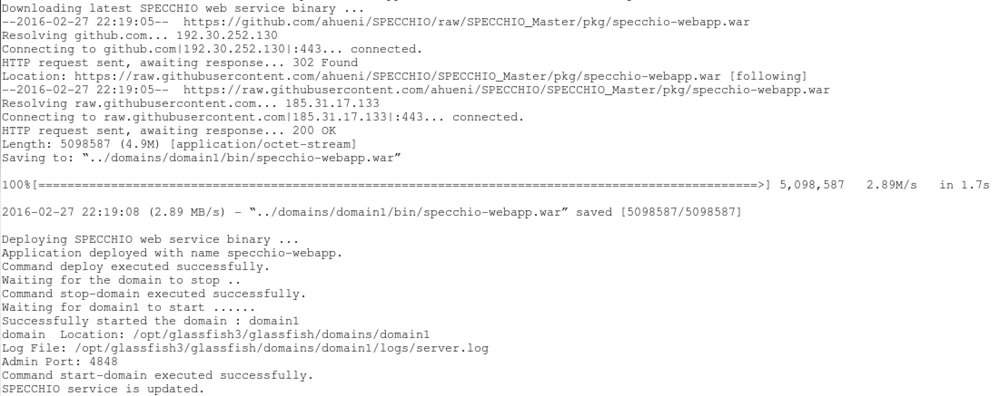 Downloading latest SPECCHIO web service binary ...
--2016-02-27 22:19:05--  https://github.com/ahueni/SPECCHIO/raw/SPECCHIO_Master/pkg/specchio-webapp.war
Resolving github.com... 192.30.252.130
Connecting to github.com|192.30.252.130|:443... connected.
HTTP request sent, awaiting response... 302 Found
Location: https://raw.githubusercontent.com/ahueni/SPECCHIO/SPECCHIO_Master/pkg/specchio-webapp.war [following]
--2016-02-27 22:19:05--  https://raw.githubusercontent.com/ahueni/SPECCHIO/SPECCHIO_Master/pkg/specchio-webapp.war
Resolving raw.githubusercontent.com... 185.31.17.133
Connecting to raw.githubusercontent.com|185.31.17.133|:443... connected.
HTTP request sent, awaiting response... 200 OK
Length: 5098587 (4.9M) [application/octet-stream]
Saving to: “../domains/domain1/bin/specchio-webapp.war”
100%[===================================================================================================>] 5,098,587   2.89M/s   in 1.7s
2016-02-27 22:19:08 (2.89 MB/s) - “../domains/domain1/bin/specchio-webapp.war” saved [5098587/5098587]
Deploying SPECCHIO web service binary ...
Application deployed with name specchio-webapp.
Command deploy executed successfully.
Waiting for the domain to stop ..
Command stop-domain executed successfully.
Waiting for domain1 to start ......
Successfully started the domain : domain1
domain  Location: /opt/glassfish3/glassfish/domains/domain1
Log File: /opt/glassfish3/glassfish/domains/domain1/logs/server.log
Admin Port: 4848
Command start-domain executed successfully.
SPECCHIO service is updated.